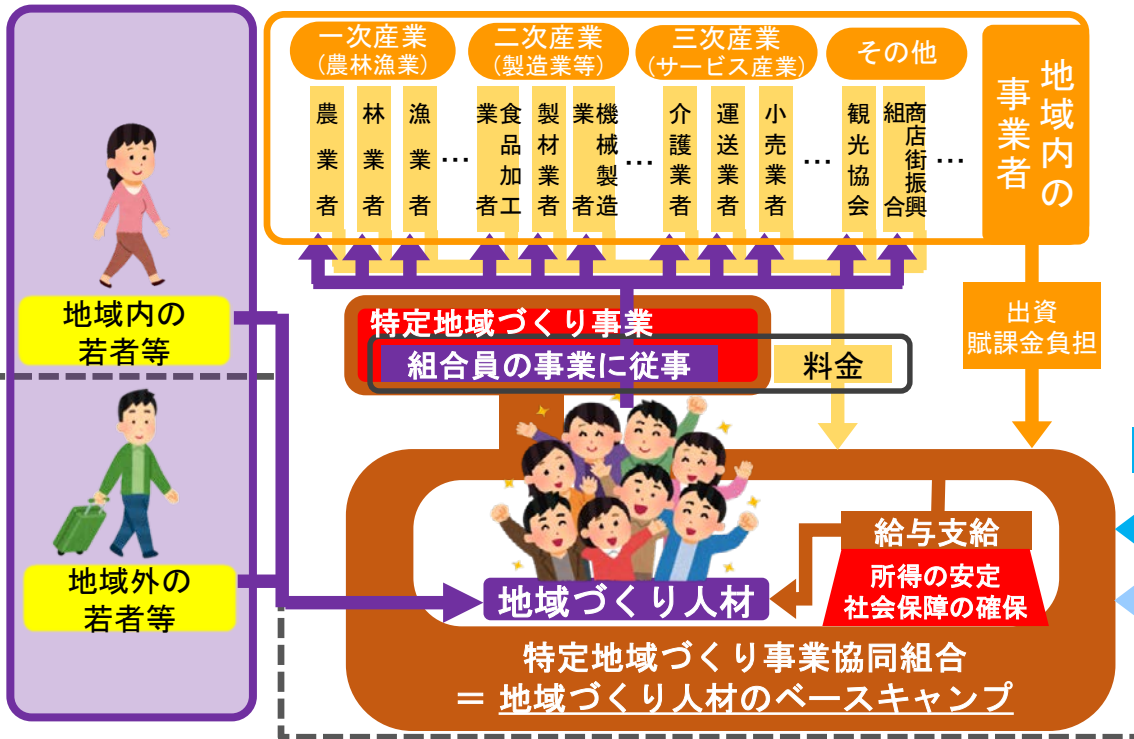 一次産業
(農林漁業)
二次産業
(製造業等)
三次産業
(サービス産業)
その他
地域内の
事業者
農業者
林業者
漁業者
…
食品加工
業者
製材業者
機械製造
業者
…
介護業者
運送業者
小売業者
…
観光協会
商店街振興
組合
…
地域内の
若者等
特定地域づくり事業
組合員の事業に従事
料金
出資
賦課金負担
地域外の
若者等
給与支給
所得の安定
社会保障の確保
地域づくり人材
特定地域づくり事業協同組合
＝ 地域づくり人材のベースキャンプ